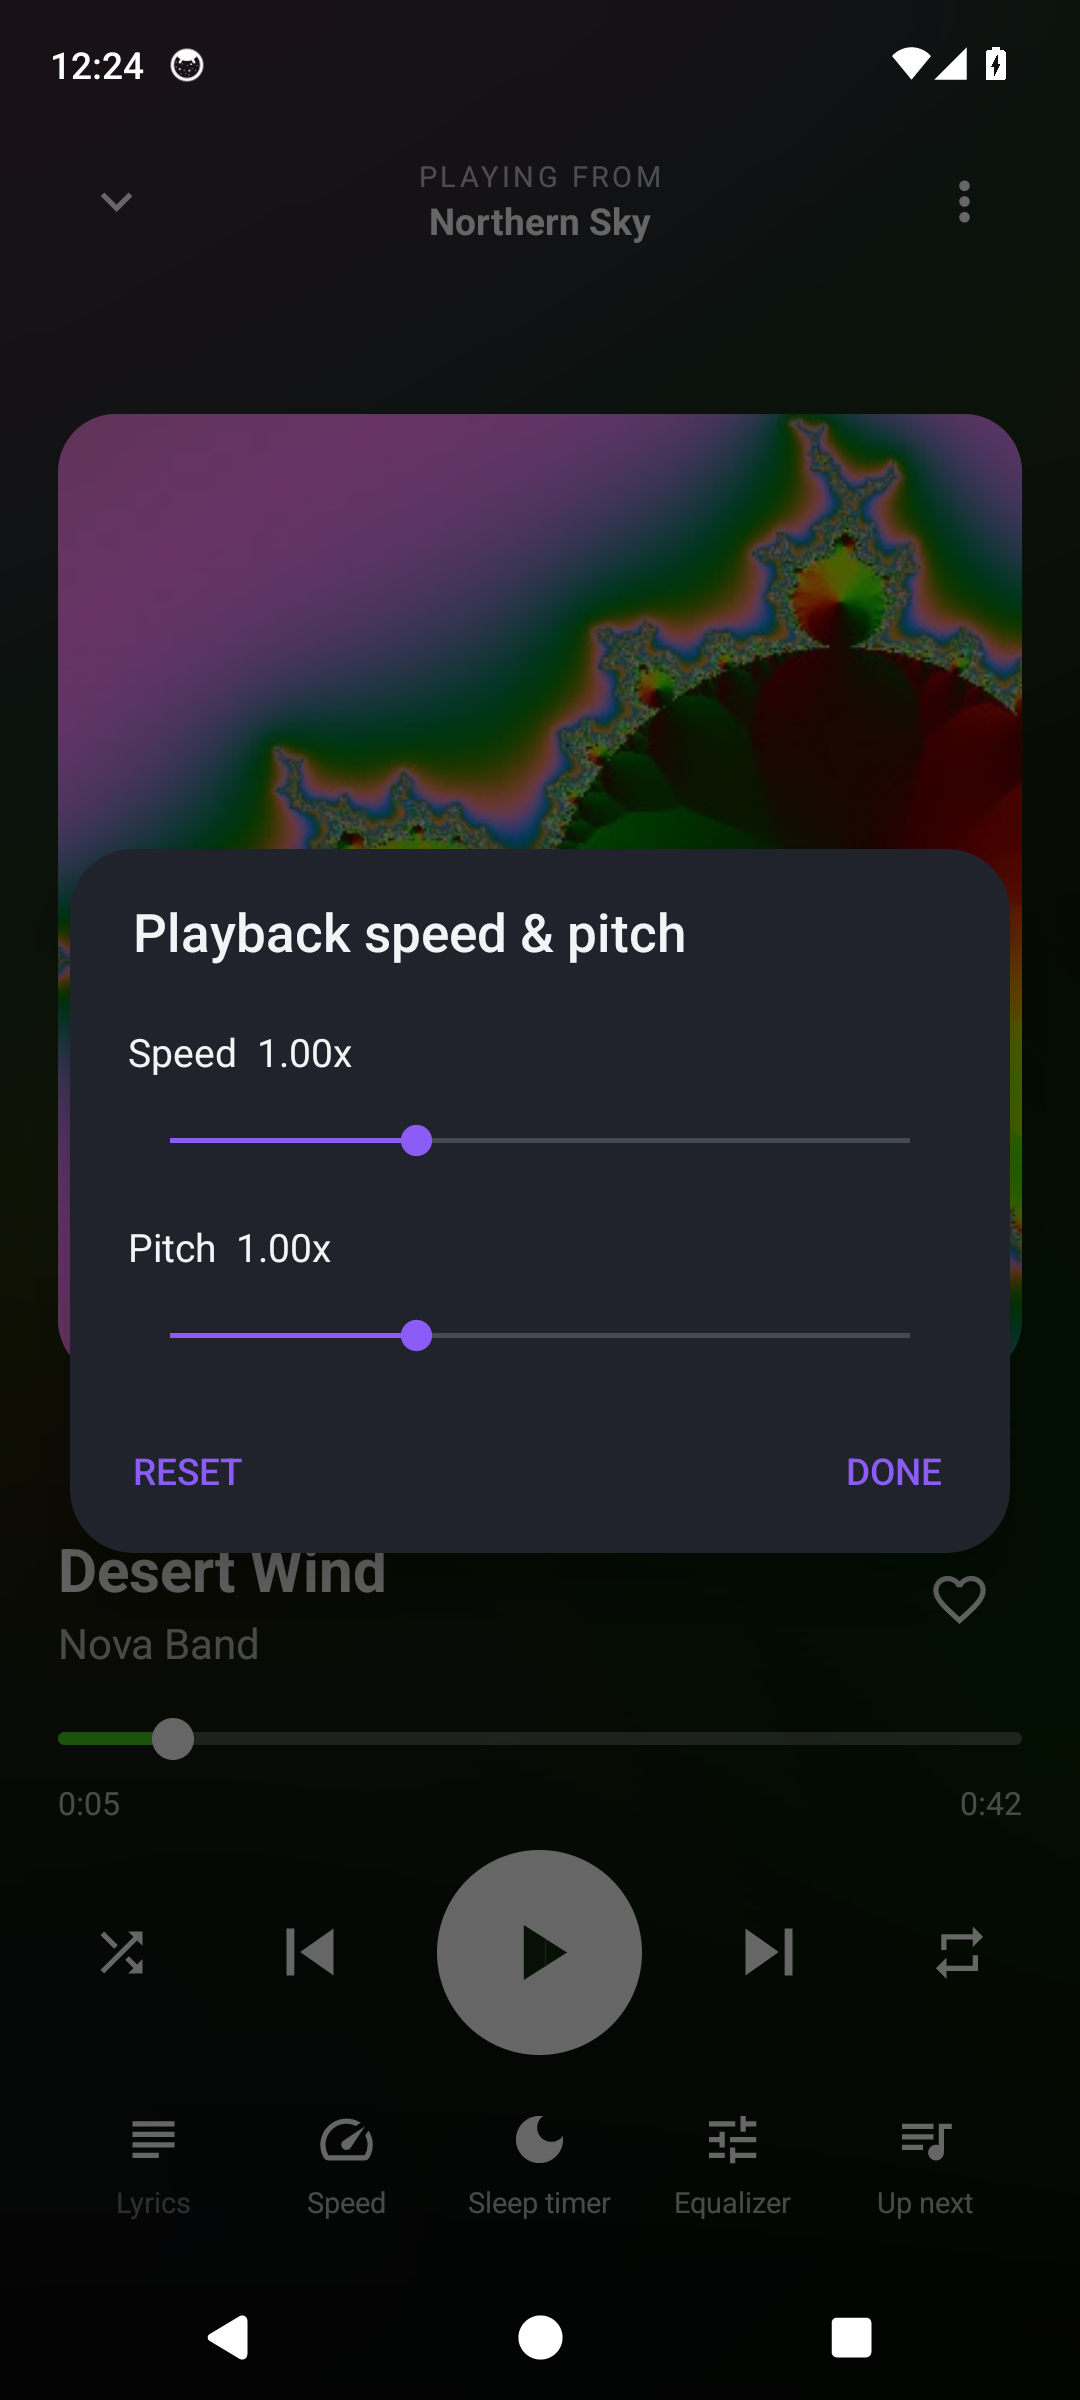 12:24
PLAYING FROM
Northern Sky
Playback speed & pitch
Speed 1.00x
Pitch 1.00x
RESET
DONE
Desert Wind
Nova Band
0:05
0:42
Lyrics
Speed
Sleep timer
Equalizer
Up next